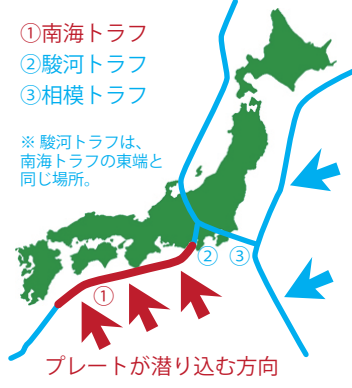 ①南海トラフ
②駿河トラフ
③相模トラフ
※ 駿河トラフは、
南海トラフの東端と
同じ場所。
② ③
①
プレートが潜り込む方向